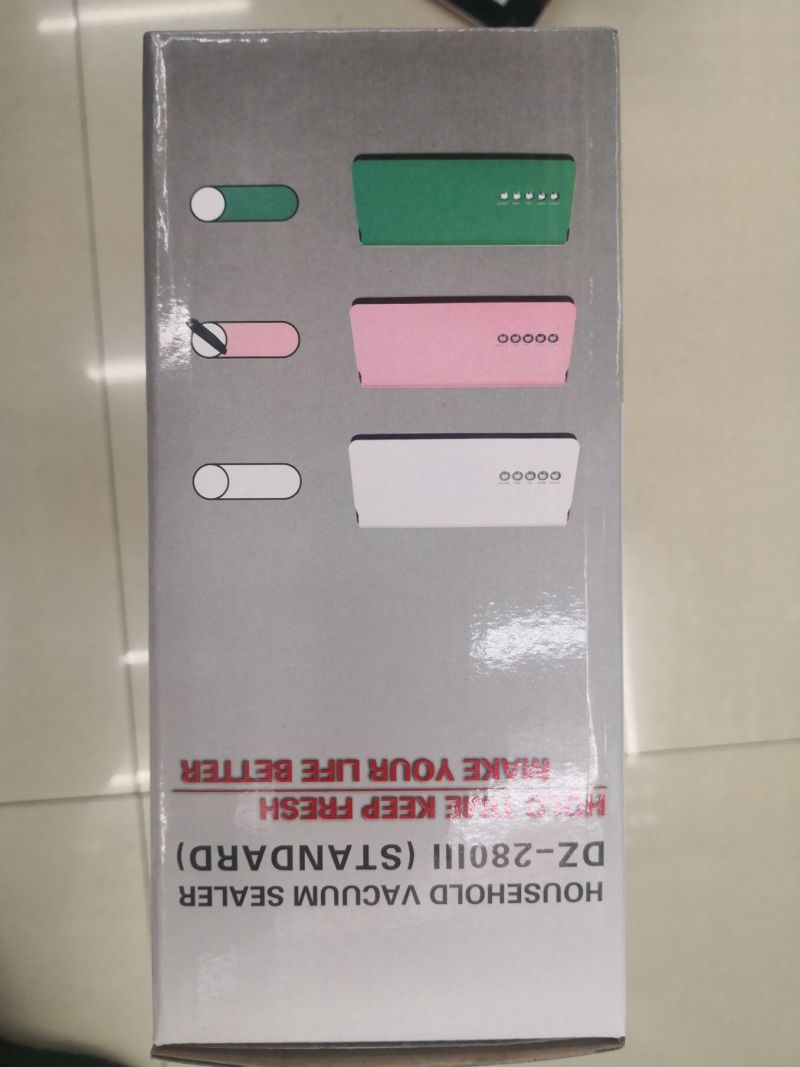 HOUSEHOLD VACUUM SEALER
DZ-280III (STANDARD)
HOLD TIME KEEP FRESH
MAKE YOUR LIFE BETTER